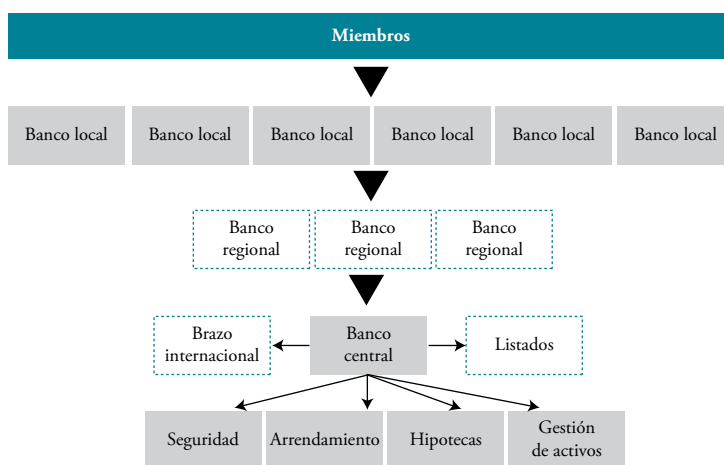 Miembros
Banco local
Banco local
Banco local
Banco local
Banco local
Banco local
Banco
regional
Banco
regional
Banco
regional
Brazo
internacional
Banco
central
Listados
Seguridad
Arrendamiento
Hipotecas
Gestión
de activos